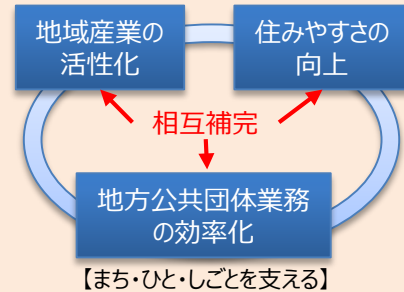 地域産業の
活性化
住みやすさの
向上
相互補完
地方公共団体業務
の効率化
【まち・ひと・しごとを支える】